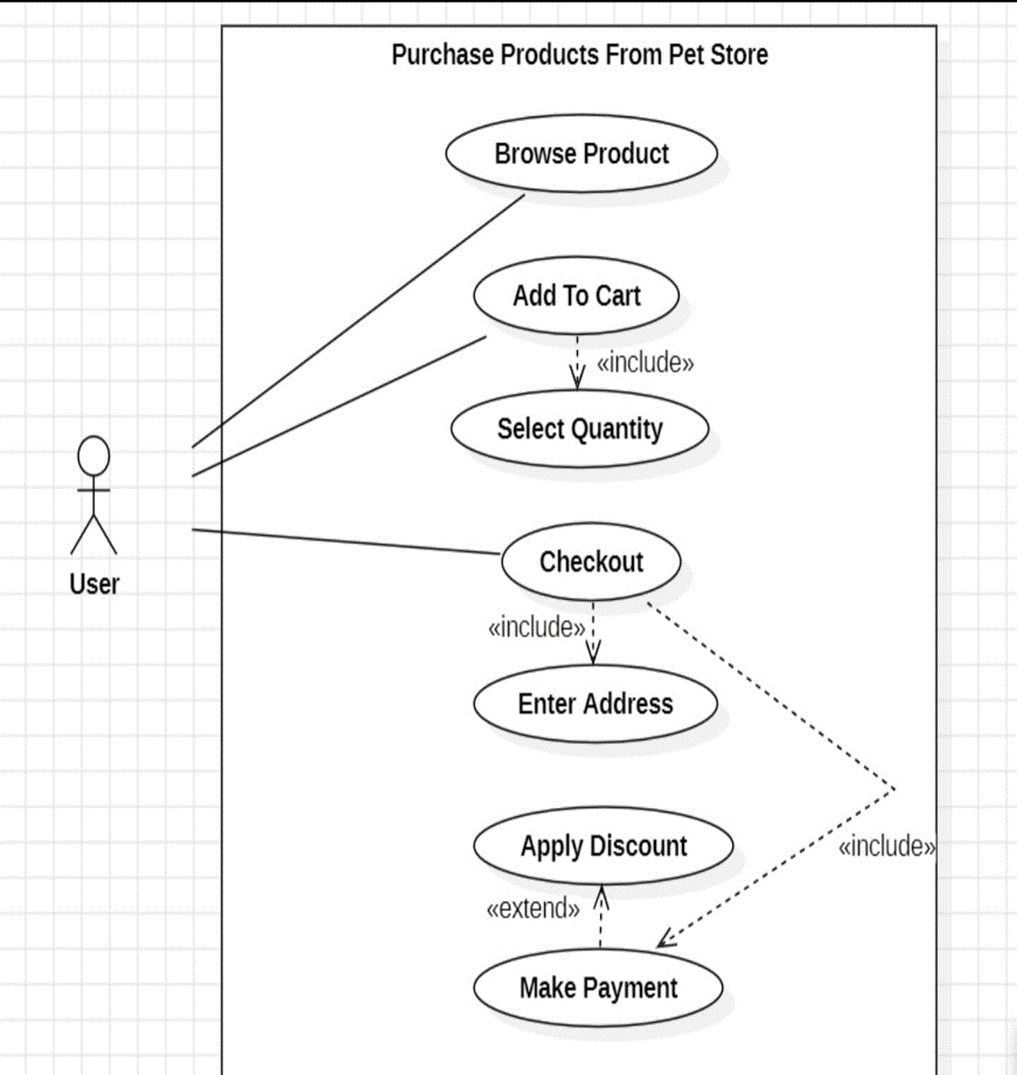 Purchase Products From Pet Store
Browse Product
Add To Cart
«include»
Select Quantity
User
Checkout
«include»
Enter Address
Apply Discount
«include»
«extend»
Make Payment